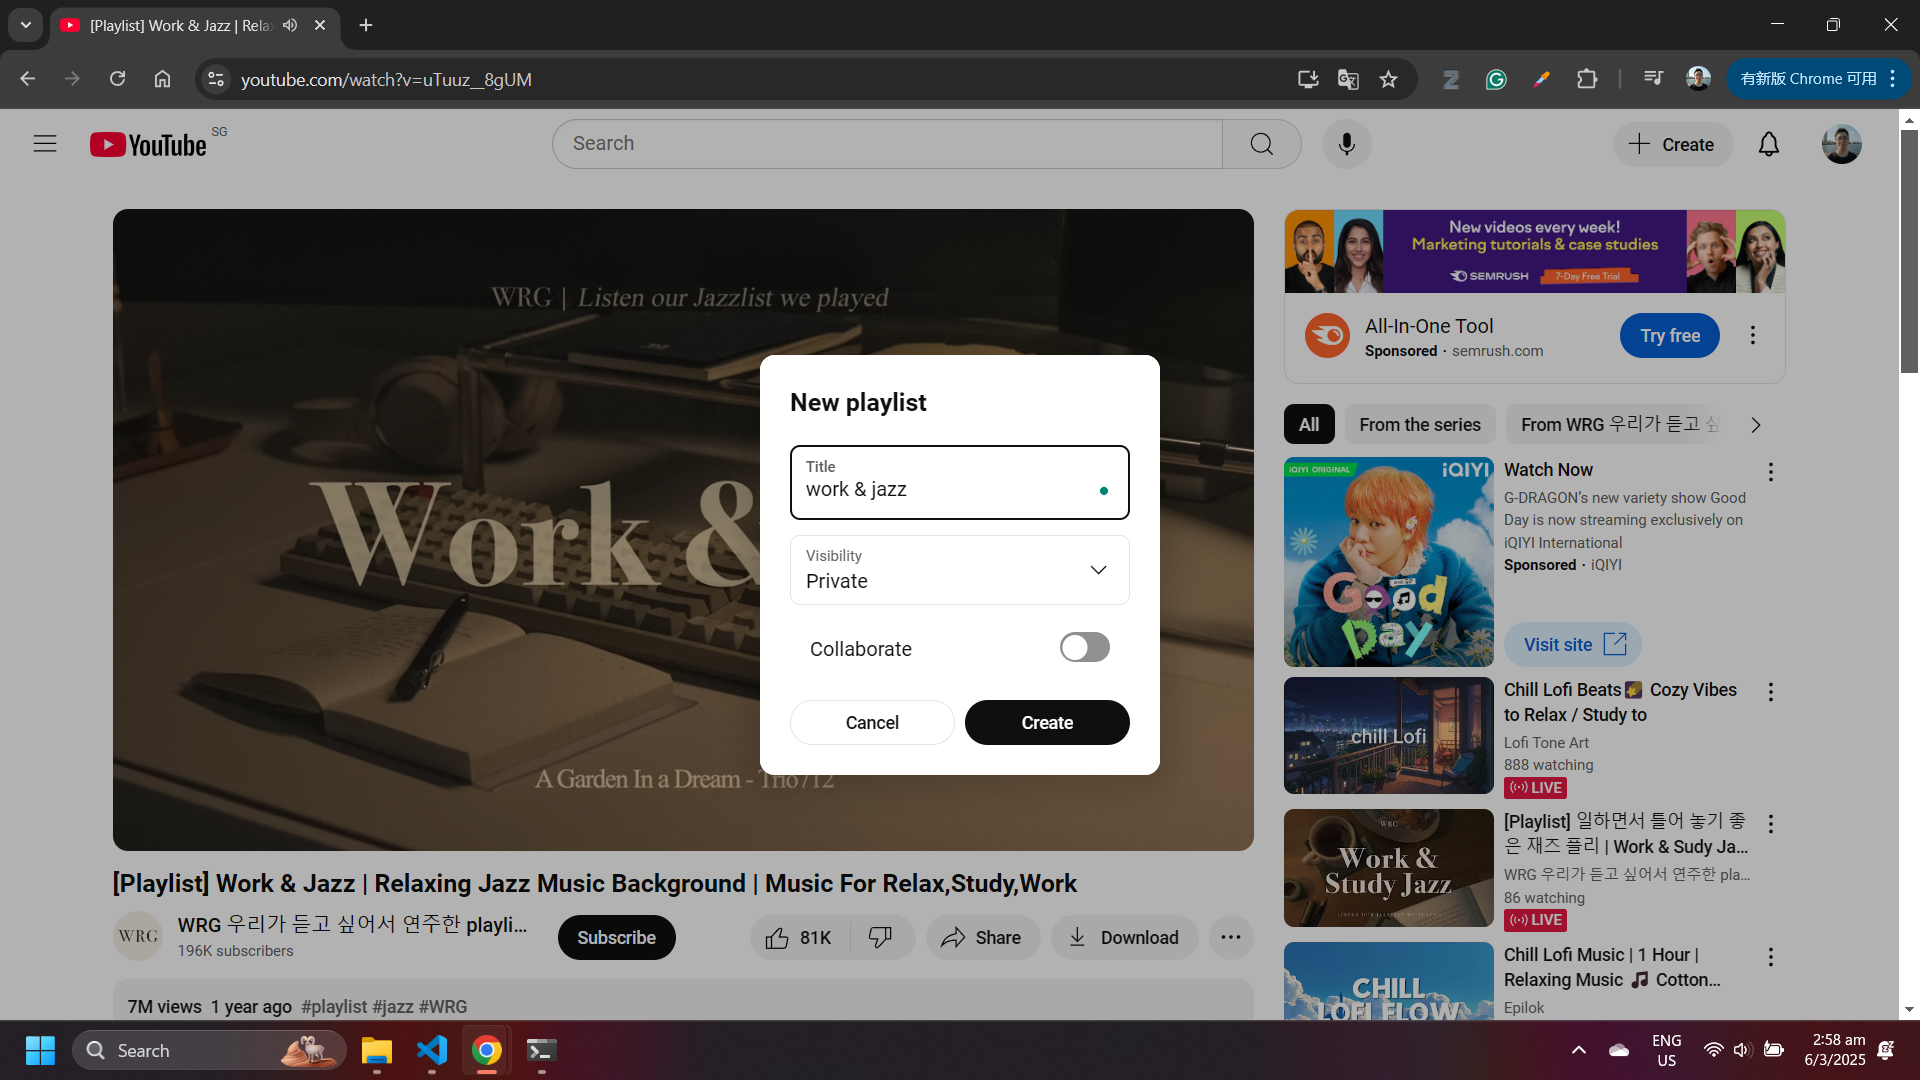 [Playlist] Work & Jazz | Rela
youtube.com/watch?v=uTuuz__8gUM
有新版 Chrome 可用
YouTube SG
Search
Create
WRG | Listen our Jazzlist we played
Work &
A Garden In a Dream - Trio712
New playlist
Title
work & jazz
Visibility
Private
Collaborate
Cancel
Create
[Playlist] Work & Jazz | Relaxing Jazz Music Background | Music For Relax,Study,Work
WRG
WRG 우리가 듣고 싶어서 연주한 playli...
196K subscribers
Subscribe
81K
Share
Download
7M views 1 year ago #playlist #jazz #WRG
New videos every week!
Marketing tutorials & case studies
SEMRUSH 7-Day Free Trial
All-In-One Tool
Sponsored · semrush.com
Try free
All
From the series
From WRG 우리가 듣고 싶
iQIYI ORIGINAL
iQIYI
Good
Day
Watch Now
G-DRAGON's new variety show Good
Day is now streaming exclusively on
iQIYI International
Sponsored · iQIYI
Visit site
chill Lofi
Chill Lofi Beats🌠 Cozy Vibes
to Relax / Study to
Lofi Tone Art
888 watching
LIVE
WRG
Work &
Study Jazz
[Playlist] 일하면서 틀어 놓기 좋
은 재즈 플리 | Work & Sudy Ja...
WRG 우리가 듣고 싶어서 연주한 pla...
86 watching
LIVE
CHILL
LOFI FLOW
Chill Lofi Music | 1 Hour |
Relaxing Music 🎵 Cotton...
Epilok
Search
ENG
US
2:58 am
6/3/2025